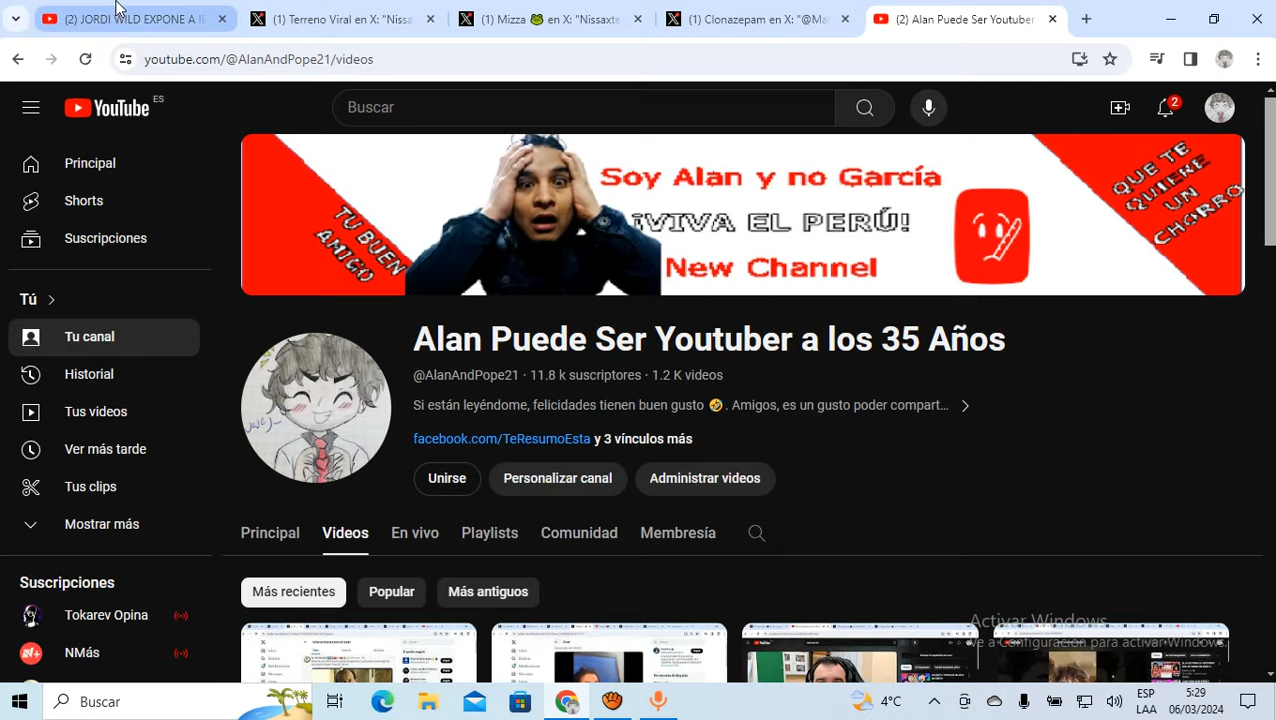 (2) JORDI WILD EXPONE A IB
(1) Terreno Viral en X: "Nissa
(1) Mizza 🐸 en X: "Nissaxte
(1) Clonazepam en X: "@Ma
(2) Alan Puede Ser Youtuber
youtube.com/@AlanAndPope21/videos
YouTube ES
Buscar
2
Principal
Shorts
Suscripciones
Tú
Tu canal
Historial
Tus videos
Ver más tarde
Tus clips
Mostrar más
Suscripciones
Tokarev Opina
NMás
TU BUEN
AMIGO
Soy Alan y no García
¡VIVA EL PERÚ!
New Channel
QUE TE
QUIERE
UN
CHORRO
Alan Puede Ser Youtuber a los 35 Años
@AlanAndPope21 · 11.8 k suscriptores · 1.2 K videos
Si están leyéndome, felicidades tienen buen gusto 🤣. Amigos, es un gusto poder compart...
facebook.com/TeResumoEsta y 3 vínculos más
Unirse
Personalizar canal
Administrar videos
Principal
Videos
En vivo
Playlists
Comunidad
Membresía
Más recientes
Popular
Más antiguos
Activar Windows
Ve a Configuración para activar Windows.
Buscar
4°C
ESP
LAA
06/03/2024